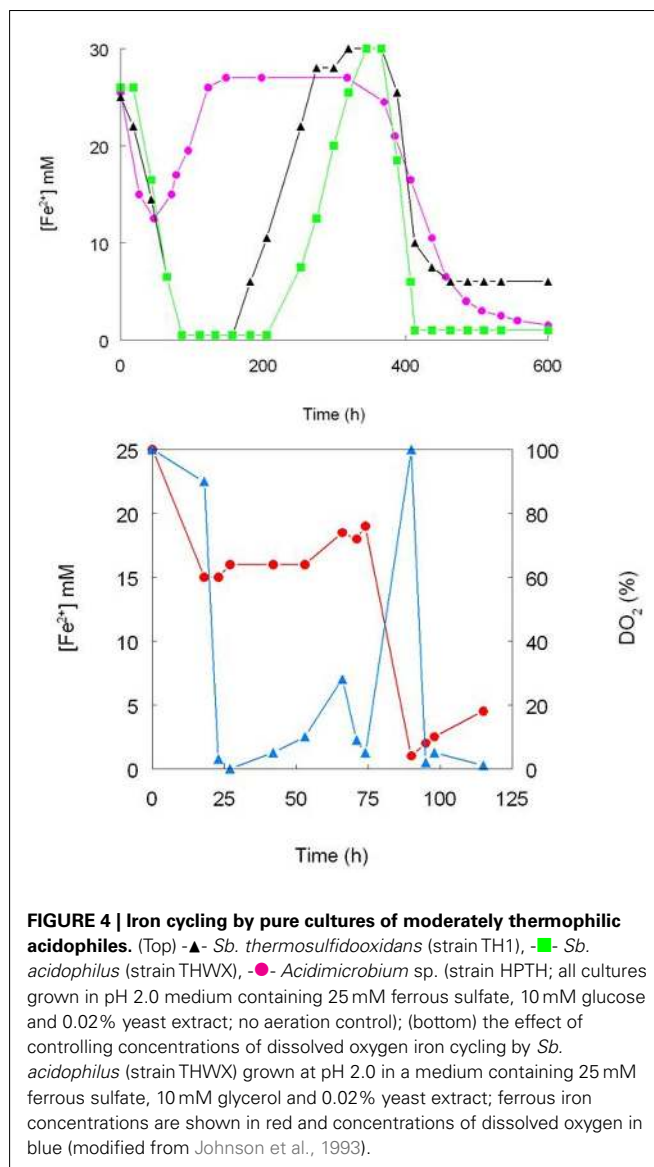 30
20
10
0
[Fe²⁺] mM
0 200 400 600
Time (h)
25
20
15
10
5
0
[Fe²⁺] mM
100
80
60
40
20
0
DO₂ (%)
0 25 50 75 100 125
Time (h)
FIGURE 4 | Iron cycling by pure cultures of moderately thermophilic
acidophiles. (Top) -▲- Sb. thermosulfidooxidans (strain TH1), -■- Sb.
acidophilus (strain THWX), -●- Acidimicrobium sp. (strain HPTH; all cultures
grown in pH 2.0 medium containing 25 mM ferrous sulfate, 10 mM glucose
and 0.02% yeast extract; no aeration control); (bottom) the effect of
controlling concentrations of dissolved oxygen iron cycling by Sb.
acidophilus (strain THWX) grown at pH 2.0 in a medium containing 25 mM
ferrous sulfate, 10 mM glycerol and 0.02% yeast extract; ferrous iron
concentrations are shown in red and concentrations of dissolved oxygen in
blue (modified from Johnson et al., 1993).